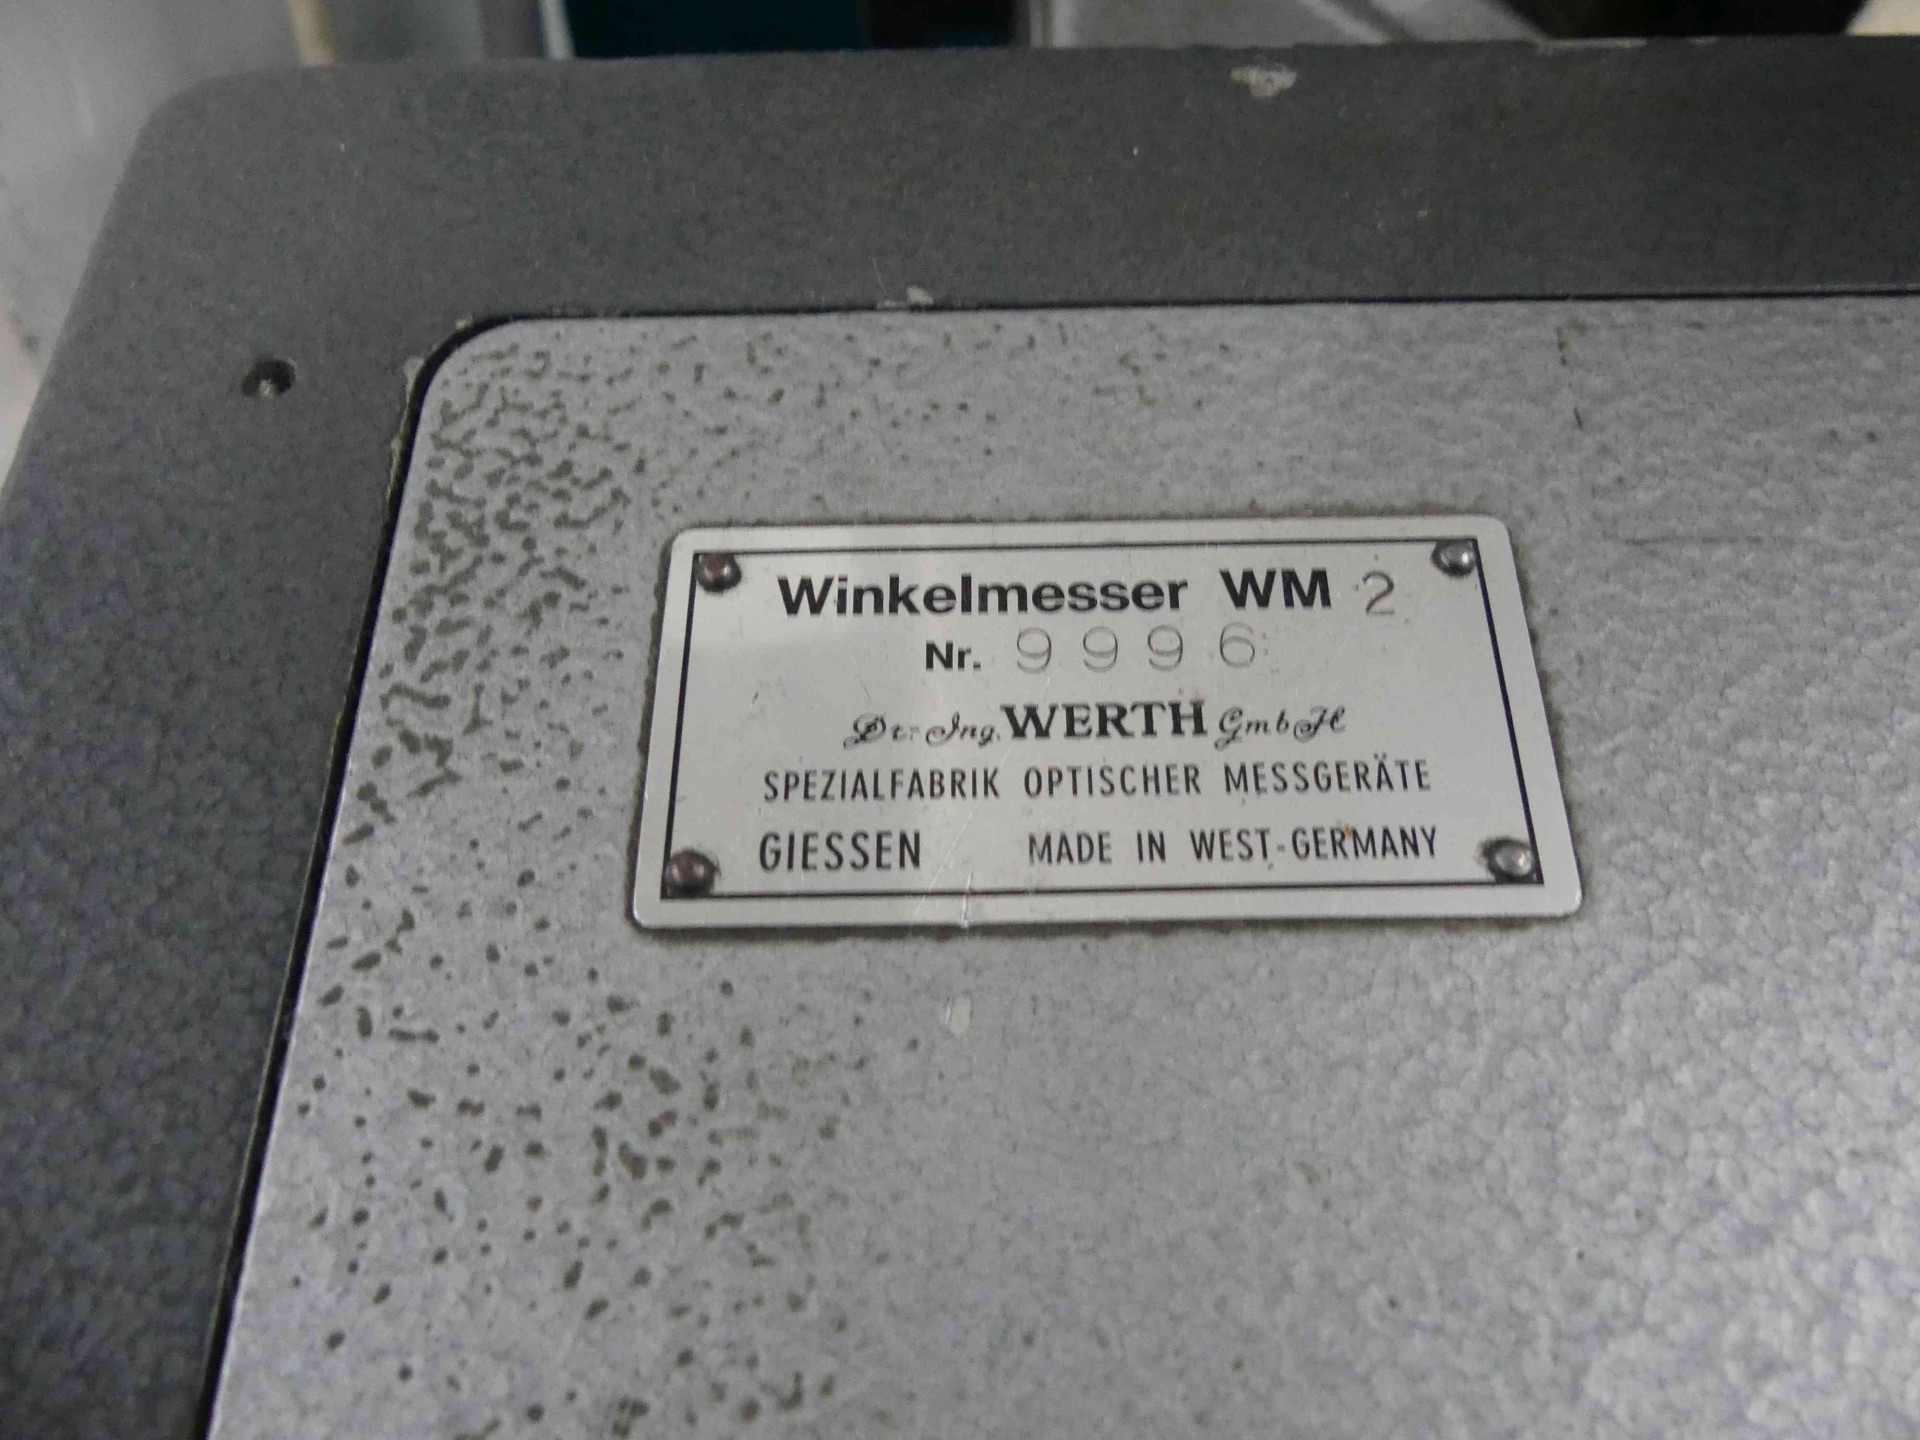 Winkelmesser WM 2
Nr. 9996
Dr.-Ing. WERTH GmbH
SPEZIALFABRIK OPTISCHER MESSGERÄTE
GIESSEN MADE IN WEST-GERMANY